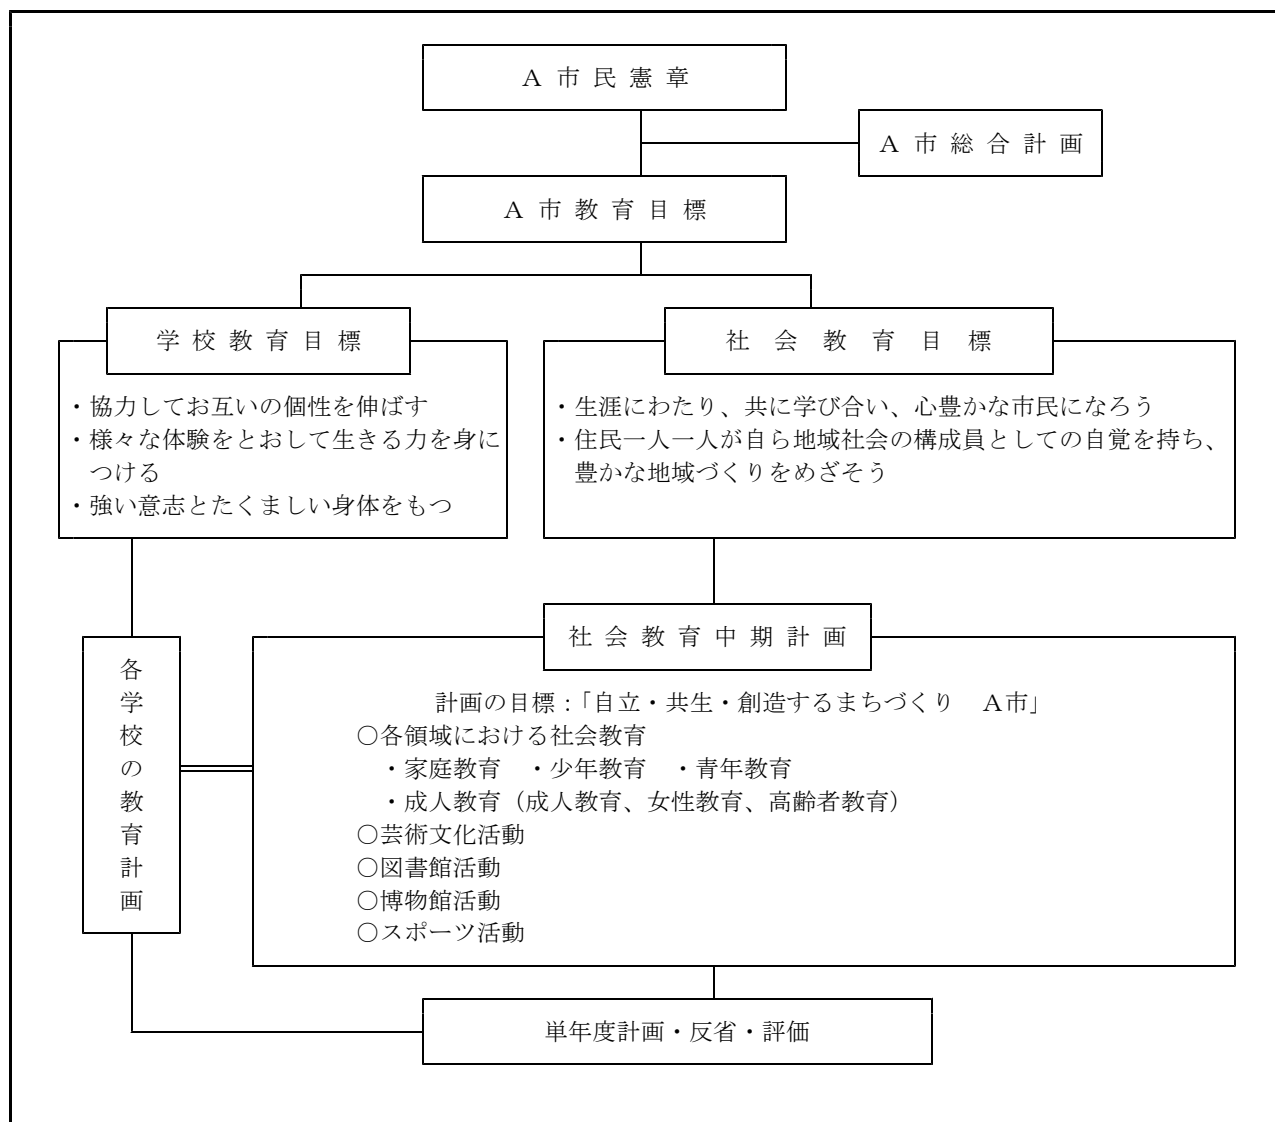 A 市 民 憲 章
A 市 総 合 計 画
A 市 教 育 目 標
学 校 教 育 目 標
・協力してお互いの個性を伸ばす
・様々な体験をとおして生きる力を身に
つける
・強い意志とたくましい身体をもつ
社 会 教 育 目 標
・生涯にわたり、共に学び合い、心豊かな市民になろう
・住民一人一人が自ら地域社会の構成員としての自覚を持ち、
豊かな地域づくりをめざそう
各学校の教育計画
社 会 教 育 中 期 計 画
計画の目標：「自立・共生・創造するまちづくり　A市」
○各領域における社会教育
・家庭教育　・少年教育　・青年教育
・成人教育（成人教育、女性教育、高齢者教育）
○芸術文化活動
○図書館活動
○博物館活動
○スポーツ活動
単年度計画・反省・評価